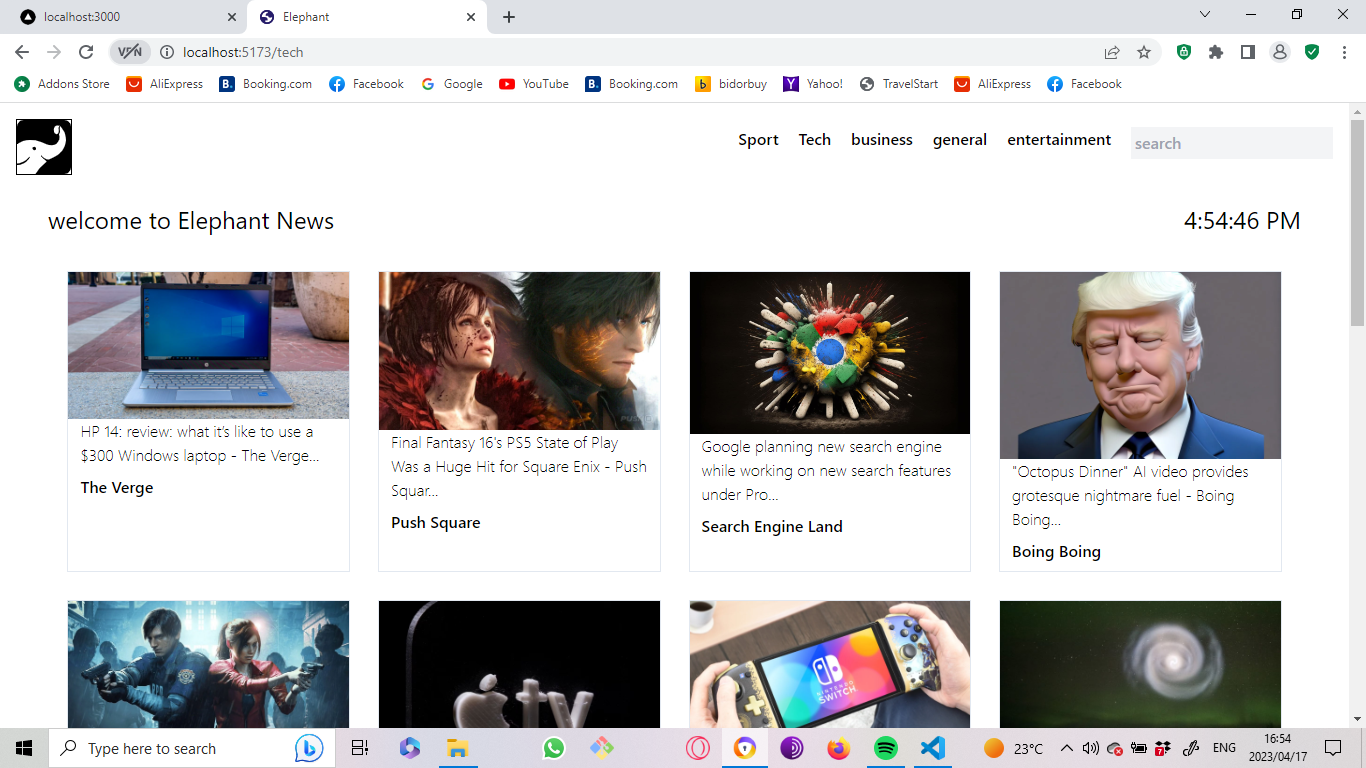 localhost:3000
Elephant
VPN
localhost:5173/tech
Addons Store AliExpress Booking.com Facebook Google YouTube Booking.com bidorbuy Yahoo! TravelStart AliExpress Facebook
Sport Tech business general entertainment search
welcome to Elephant News
4:54:46 PM
HP 14: review: what it's like to use a
$300 Windows laptop - The Verge...
The Verge
Final Fantasy 16's PS5 State of Play
Was a Huge Hit for Square Enix - Push
Squar...
Push Square
Google planning new search engine
while working on new search features
under Pro...
Search Engine Land
"Octopus Dinner" AI video provides
grotesque nightmare fuel - Boing
Boing...
Boing Boing
tv
NINTENDO
SWITCH
Type here to search
23°C
ENG
16:54
2023/04/17